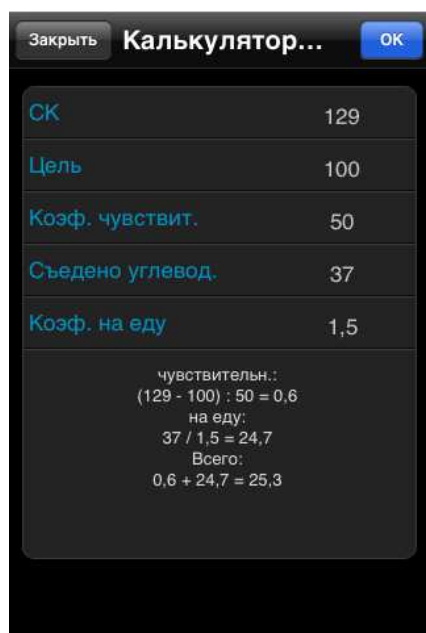 Закрыть Калькулятор... ОК
СК 129
Цель 100
Коэф. чувствит. 50
Съедено углевод. 37
Коэф. на еду 1,5
чувствительн.:
(129 - 100) : 50 = 0,6
на еду:
37 / 1,5 = 24,7
Всего:
0,6 + 24,7 = 25,3